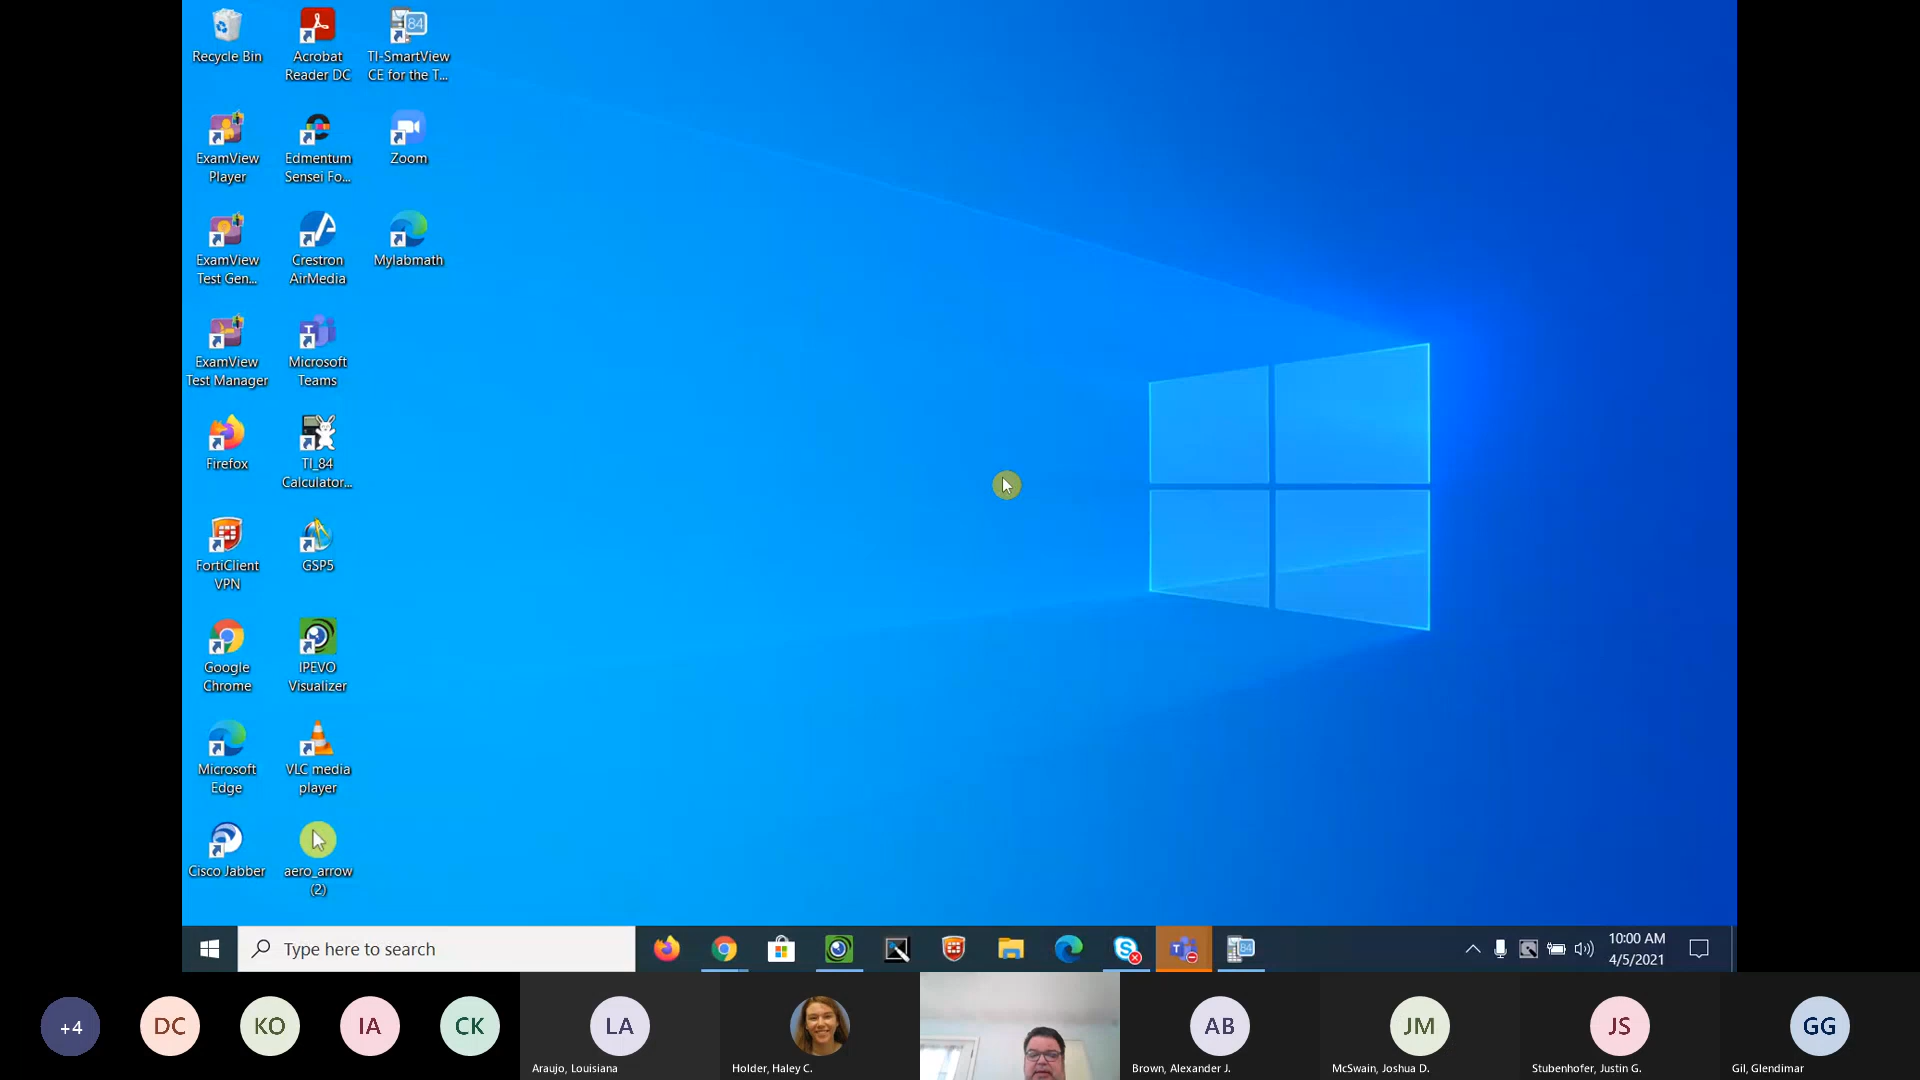 Recycle Bin
Acrobat
Reader DC
TI-SmartView
CE for the T...
84
ExamView
Player
Edmentum
Sensei Fo...
Zoom
ExamView
Test Gen...
Crestron
AirMedia
Mylabmath
ExamView
Test Manager
Microsoft
Teams
Firefox
TI_84
Calculator...
FortiClient
VPN
GSP5
Google
Chrome
IPEVO
Visualizer
Microsoft
Edge
VLC media
player
Cisco Jabber
aero_arrow
(2)
Type here to search
84
10:00 AM
4/5/2021
+4
DC
KO
IA
CK
LA
AB
JM
JS
GG
Araujo, Louisiana
Holder, Haley C.
Brown, Alexander J.
McSwain, Joshua D.
Stubenhofer, Justin G.
Gil, Glendimar